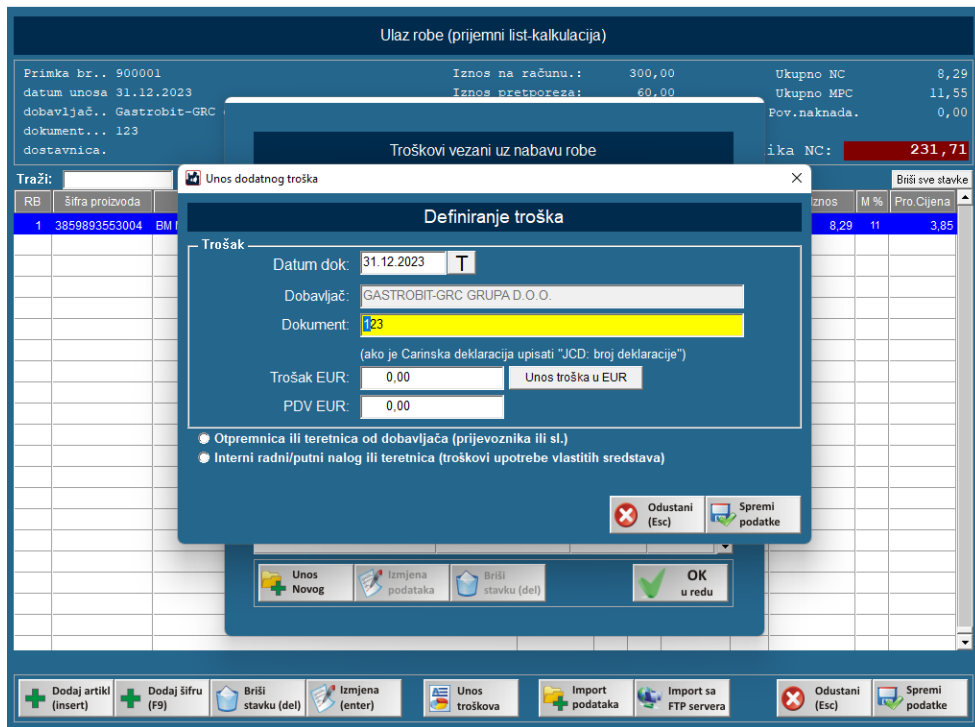 Ulaz robe (prijemni list-kalkulacija)
Primka br.. 900001 Iznos na računu.: 300,00 Ukupno NC 8,29
datum unosa 31.12.2023 Iznos pretporeza: 60,00 Ukupno MPC 11,55
dobavljač.. Gastrobit-GRC Pov.naknada. 0,00
dokument... 123
dostavnica. ika NC: 231,71
Troškovi vezani uz nabavu robe
Traži: Briši sve stavke
RB šifra proizvoda znos M % Pro.Cijena
1 3859893553004 BM 8,29 11 3,85
Unos dodatnog troška
Definiranje troška
Trošak
Datum dok: 31.12.2023 T
Dobavljač: GASTROBIT-GRC GRUPA D.O.O.
Dokument: 123
(ako je Carinska deklaracija upisati "JCD: broj deklaracije")
Trošak EUR: 0,00 Unos troška u EUR
PDV EUR: 0,00
Otpremnica ili teretnica od dobavljača (prijevoznika ili sl.)
Interni radni/putni nalog ili teretnica (troškovi upotrebe vlastitih sredstava)
Odustani (Esc) Spremi podatke
Unos Novog Izmjena podataka Briši stavku (del) OK u redu
Dodaj artikl (insert) Dodaj šifru (F9) Briši stavku (del) Izmjena (enter) Unos troškova Import podataka Import sa FTP servera Odustani (Esc) Spremi podatke